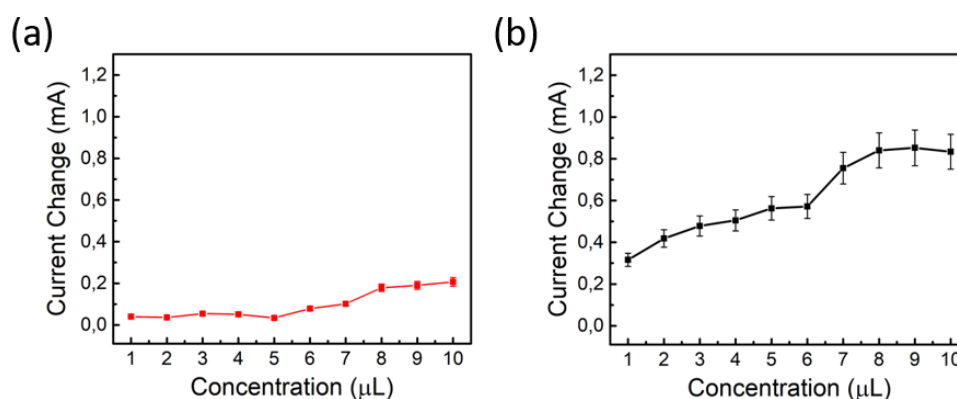 (a)
Current Change (mA)
1,2
1,0
0,8
0,6
0,4
0,2
0,0
1 2 3 4 5 6 7 8 9 10
Concentration (μL)
(b)
Current Change (mA)
1,2
1,0
0,8
0,6
0,4
0,2
0,0
1 2 3 4 5 6 7 8 9 10
Concentration (μL)